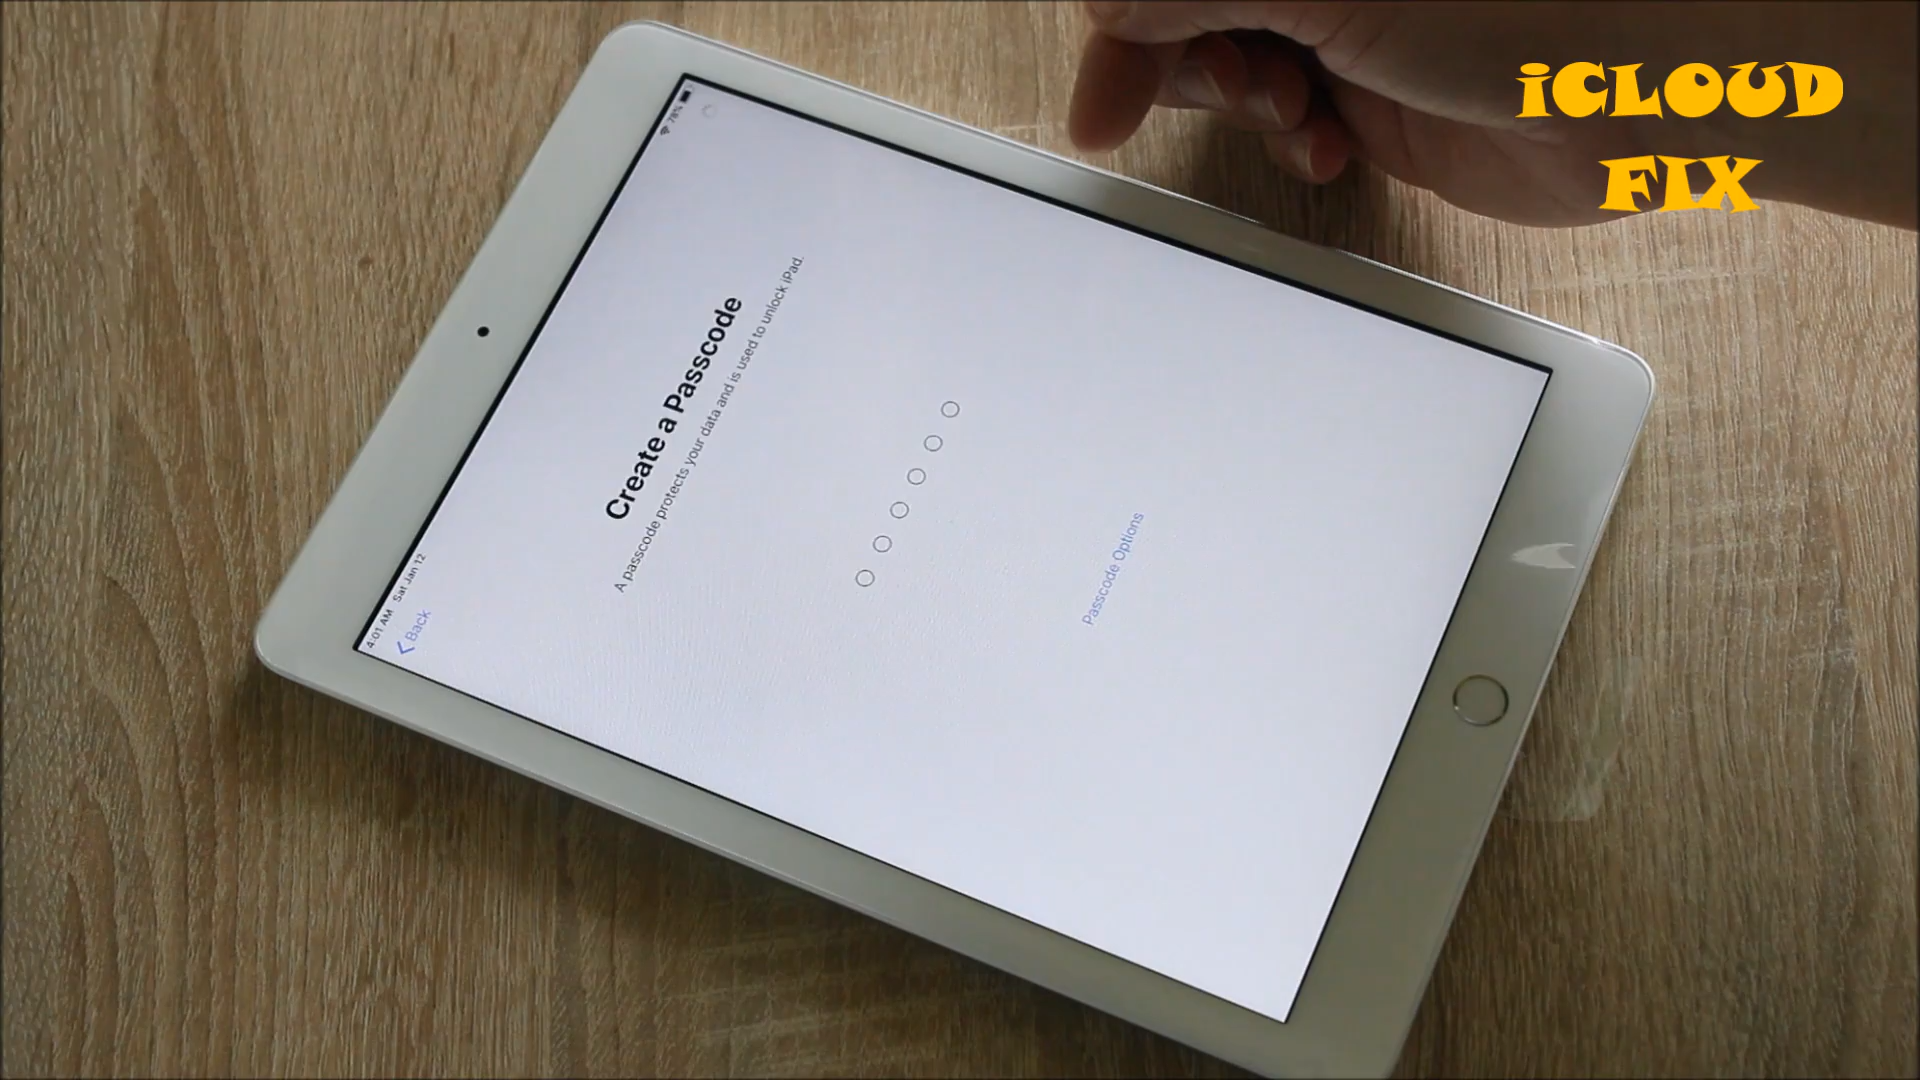 iCLOUD
FIX
4:01 AM Sat Jan 12
78%
Back
Create a Passcode
A passcode protects your data and is used to unlock iPad.
Passcode Options